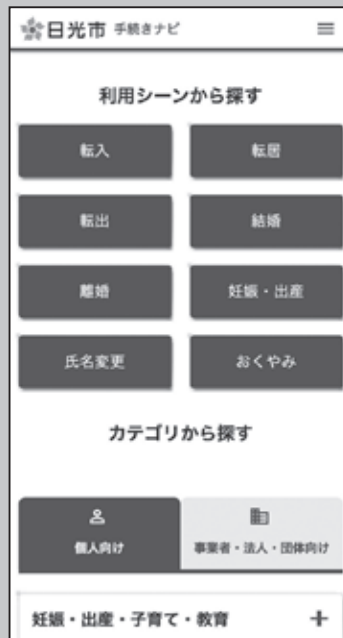 日光市 手続きナビ
利用シーンから探す
転入 転居
転出 結婚
離婚 妊娠・出産
氏名変更 おくやみ
カテゴリから探す
個人向け 事業者・法人・団体向け
妊娠・出産・子育て・教育 +